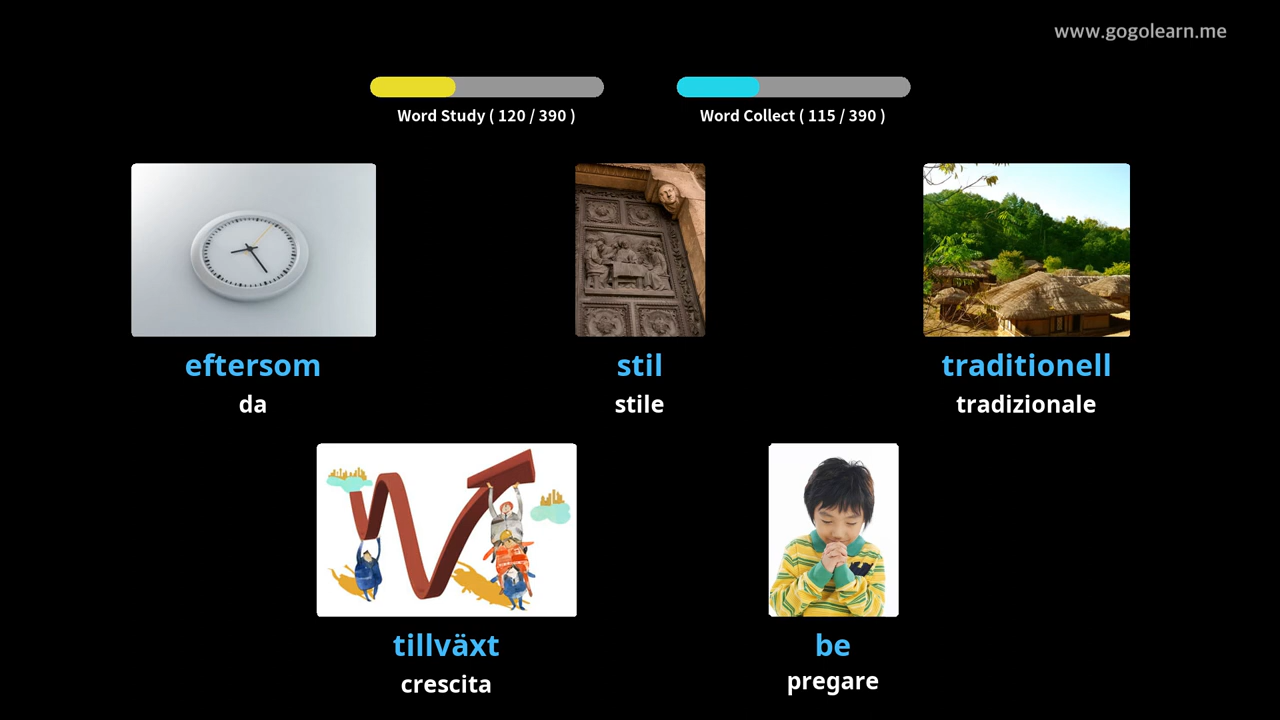 www.gogolearn.me
Word Study ( 120 / 390 )
Word Collect ( 115 / 390 )
eftersom
da
stil
stile
traditionell
tradizionale
tillväxt
crescita
be
pregare